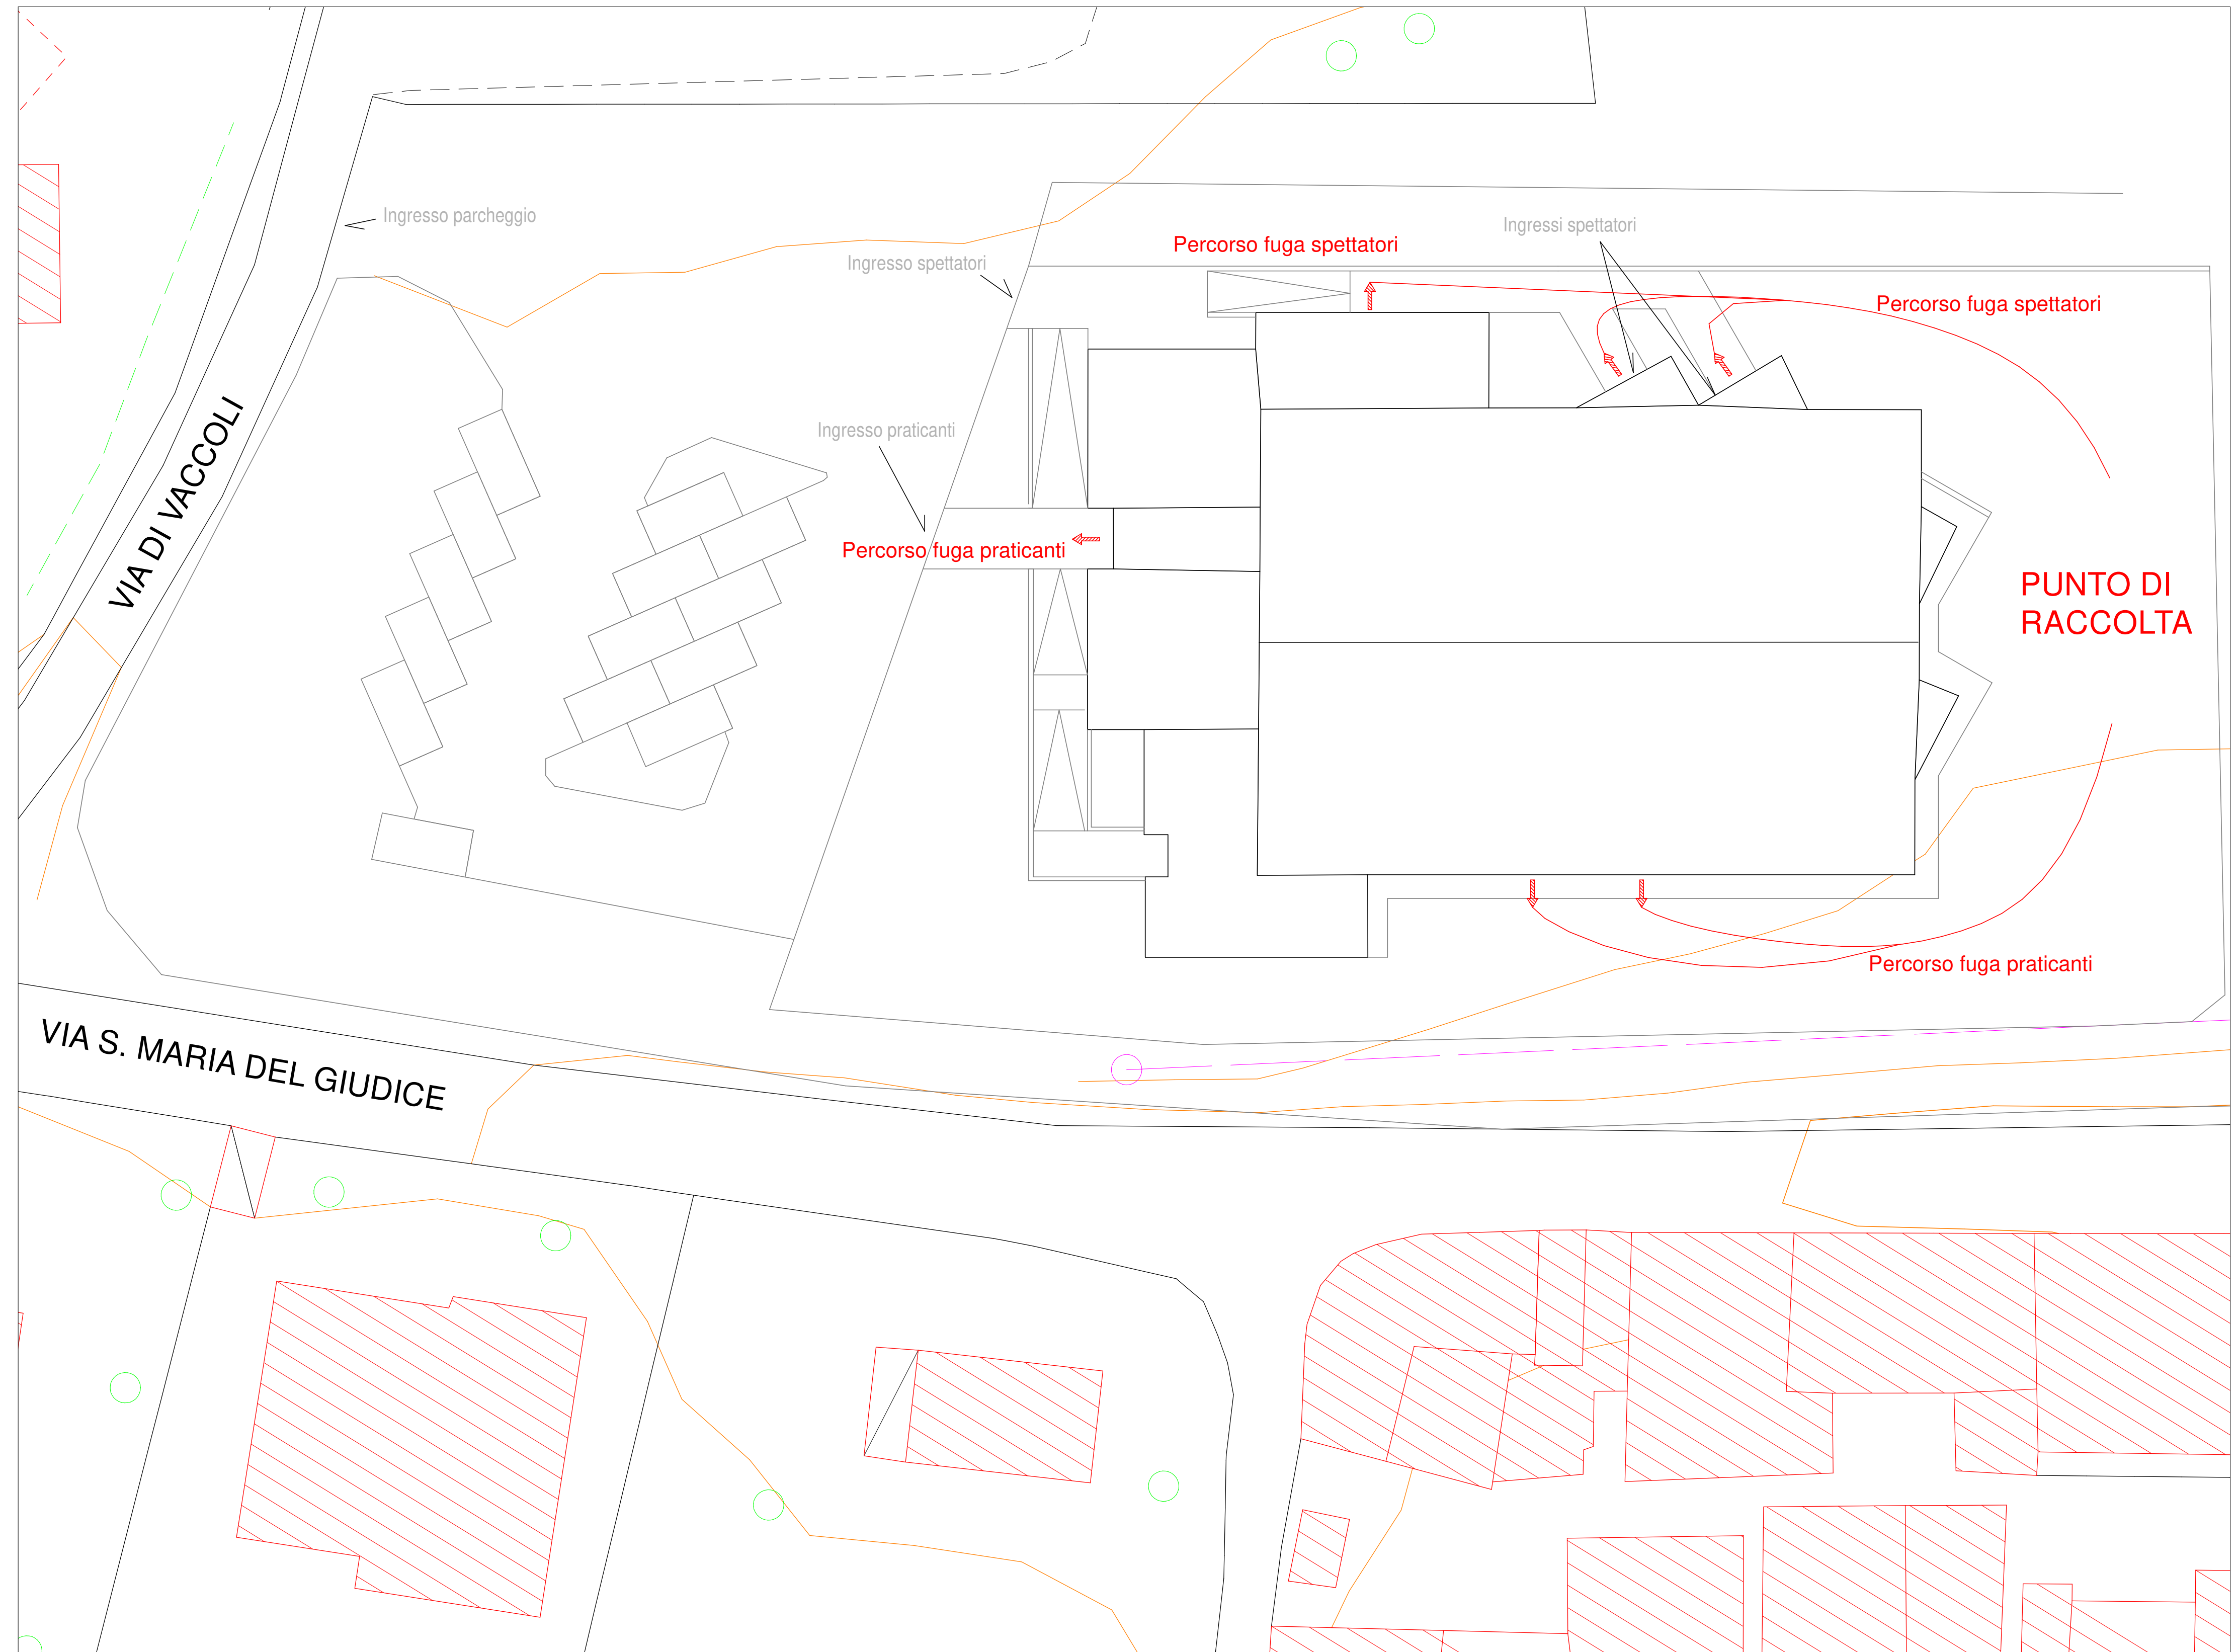 Ingresso parcheggio
Ingressi spettatori
Percorso fuga spettatori
Ingresso spettatori
Percorso fuga spettatori
VIA DI VACCOLI
Ingresso praticanti
Percorso fuga praticanti
PUNTO DI
RACCOLTA
Percorso fuga praticanti
VIA S. MARIA DEL GIUDICE